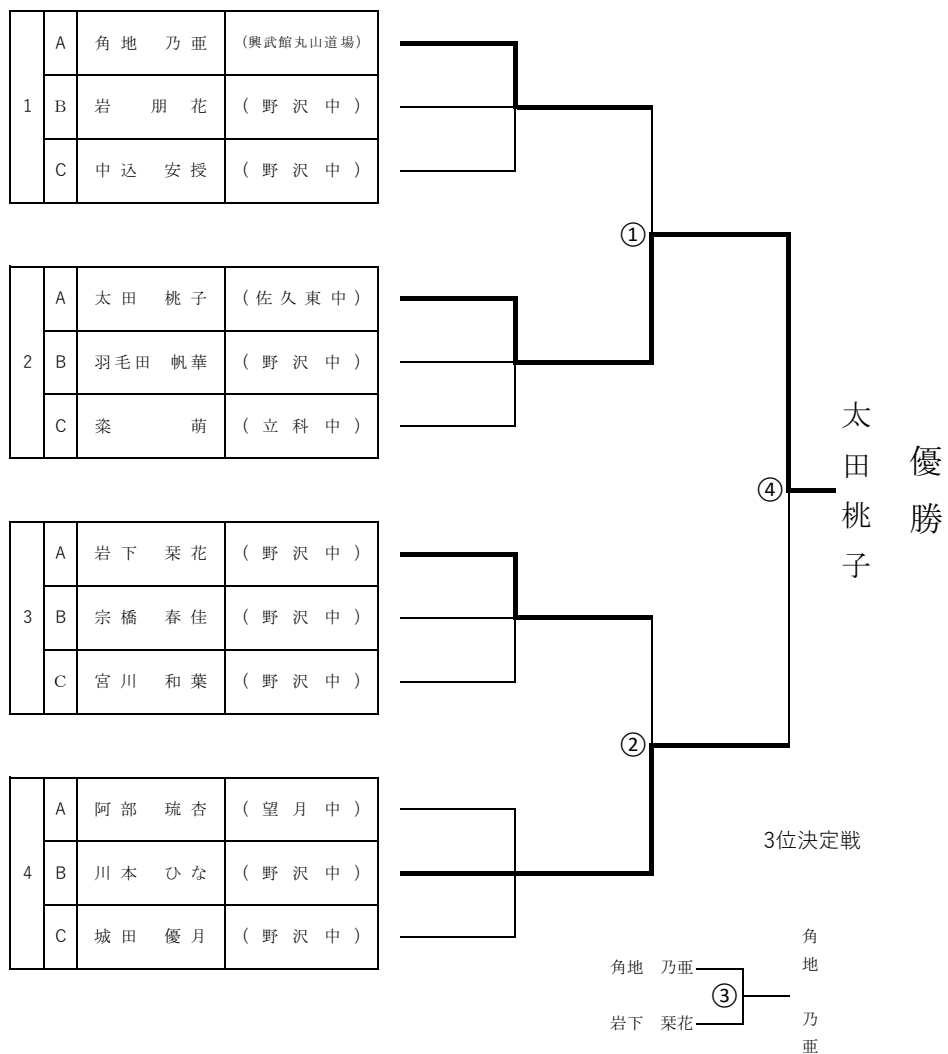 1
A 角地 乃亜 (興武館丸山道場)
B 岩 朋花 (野沢中)
C 中込 安授 (野沢中)
①
2
A 太田 桃子 (佐久東中)
B 羽毛田 帆華 (野沢中)
C 桒 萌 (立科中)
④
太田桃子
優勝
3
A 岩下 栞花 (野沢中)
B 宗橋 春佳 (野沢中)
C 宮川 和葉 (野沢中)
②
4
A 阿部 琉杏 (望月中)
B 川本 ひな (野沢中)
C 城田 優月 (野沢中)
3位決定戦
角地 乃亜
③
岩下 栞花
角地 乃亜